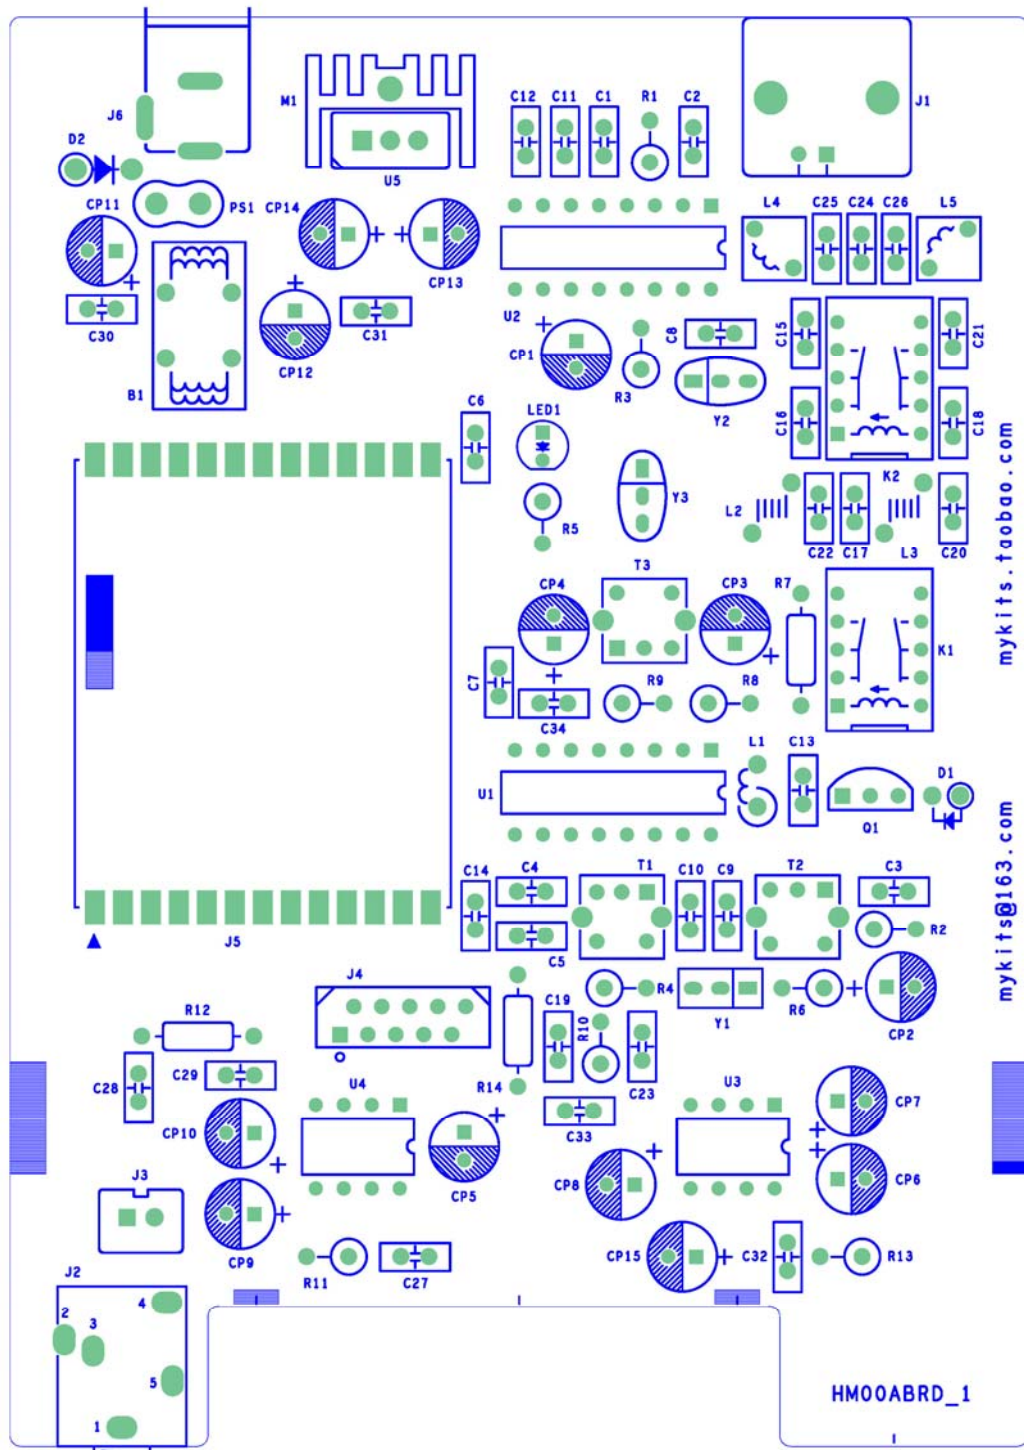 C12
C11
C1
R1
C2
J1
M1
J6
D2
U5
CP11
PS1
CP14
CP13
L4
C25
C24
C26
L5
C30
C31
CP12
B1
U2
CP1
R3
C8
Y2
C15
C21
C16
C18
K2
C6
LED1
R5
Y3
L2
C22
C17
L3
C20
mykits.taobao.com
T3
CP4
CP3
R7
K1
C7
C34
R9
R8
U1
L1
C13
Q1
D1
mykits@163.com
J5
C14
C4
C5
T1
C10
C9
T2
C3
R2
J4
R4
Y1
R6
CP2
R12
C28
C29
R14
C19
R10
C23
C33
U4
U3
CP10
CP5
CP7
CP6
CP8
J3
CP9
R11
C27
CP15
C32
R13
J2
2
3
4
5
1
HM00ABRD_1